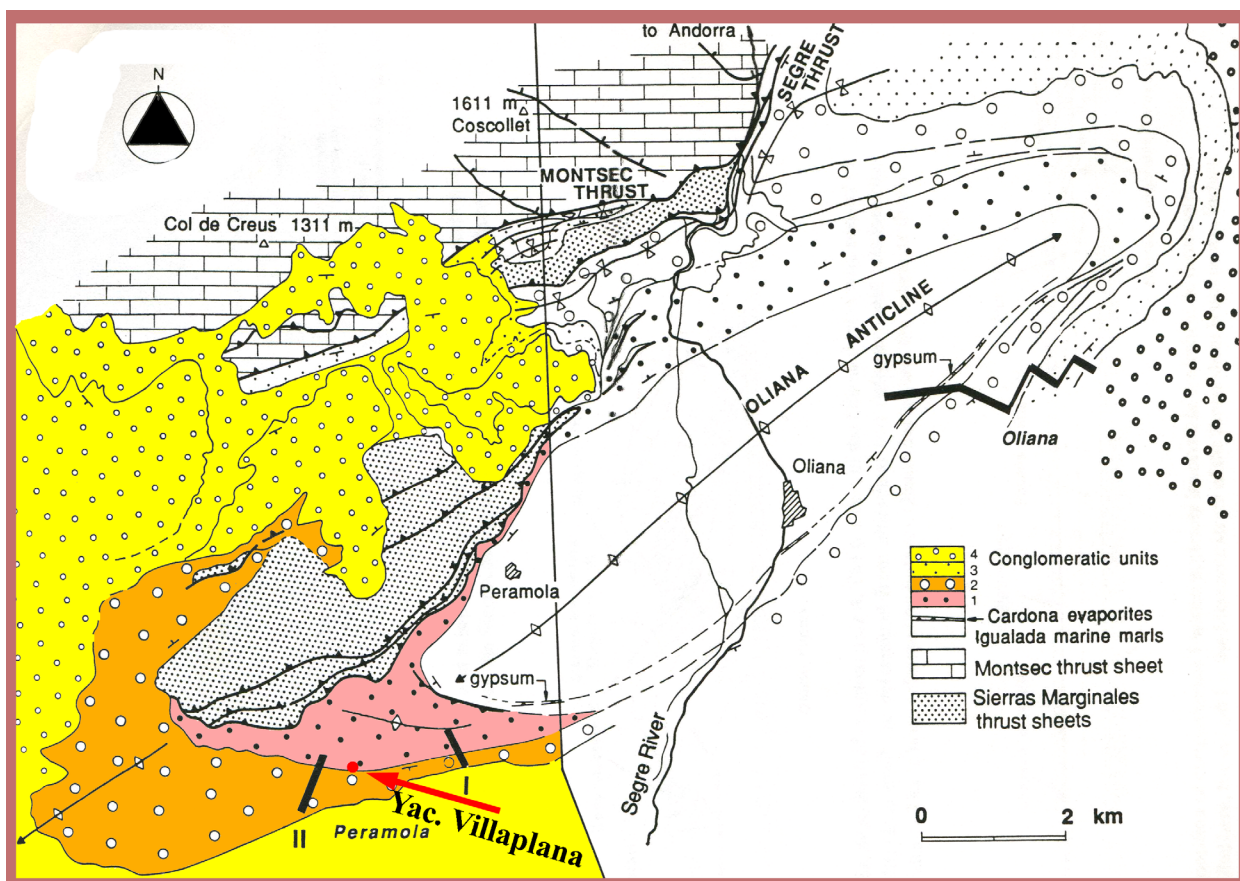 to Andorra
N
SEGRE
THRUST
1611 m
Coscollet
MONTSEC
THRUST
Col de Creus 1311 m
ANTICLINE
gypsum
OLIANA
Oliana
Oliana
4
Conglomeratic units
3
2
1
Peramola
Cardona evaporites
Igualada marine marls
gypsum
Montsec thrust sheet
Sierras Marginales
thrust sheets
Segre River
I
Yac. Villaplana
II
Peramola
0
2
km